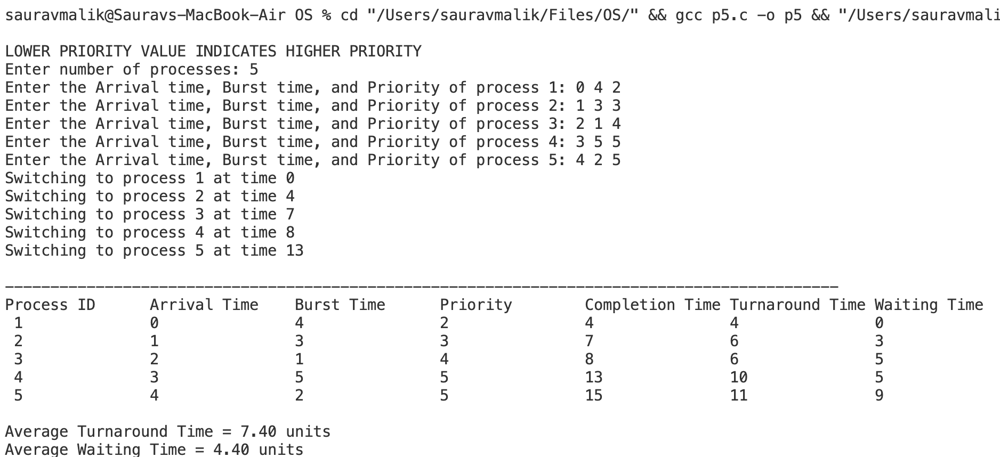 sauravmalik@Sauravs-MacBook-Air OS % cd "/Users/sauravmalik/Files/OS/" && gcc p5.c -o p5 && "/Users/sauravmali
LOWER PRIORITY VALUE INDICATES HIGHER PRIORITY
Enter number of processes: 5
Enter the Arrival time, Burst time, and Priority of process 1: 0 4 2
Enter the Arrival time, Burst time, and Priority of process 2: 1 3 3
Enter the Arrival time, Burst time, and Priority of process 3: 2 1 4
Enter the Arrival time, Burst time, and Priority of process 4: 3 5 5
Enter the Arrival time, Burst time, and Priority of process 5: 4 2 5
Switching to process 1 at time 0
Switching to process 2 at time 4
Switching to process 3 at time 7
Switching to process 4 at time 8
Switching to process 5 at time 13
--------------------------------------------------------------------------------------------
Process ID Arrival Time Burst Time Priority Completion Time Turnaround Time Waiting Time
1 0 4 2 4 4 0
2 1 3 3 7 6 3
3 2 1 4 8 6 5
4 3 5 5 13 10 5
5 4 2 5 15 11 9
Average Turnaround Time = 7.40 units
Average Waiting Time = 4.40 units